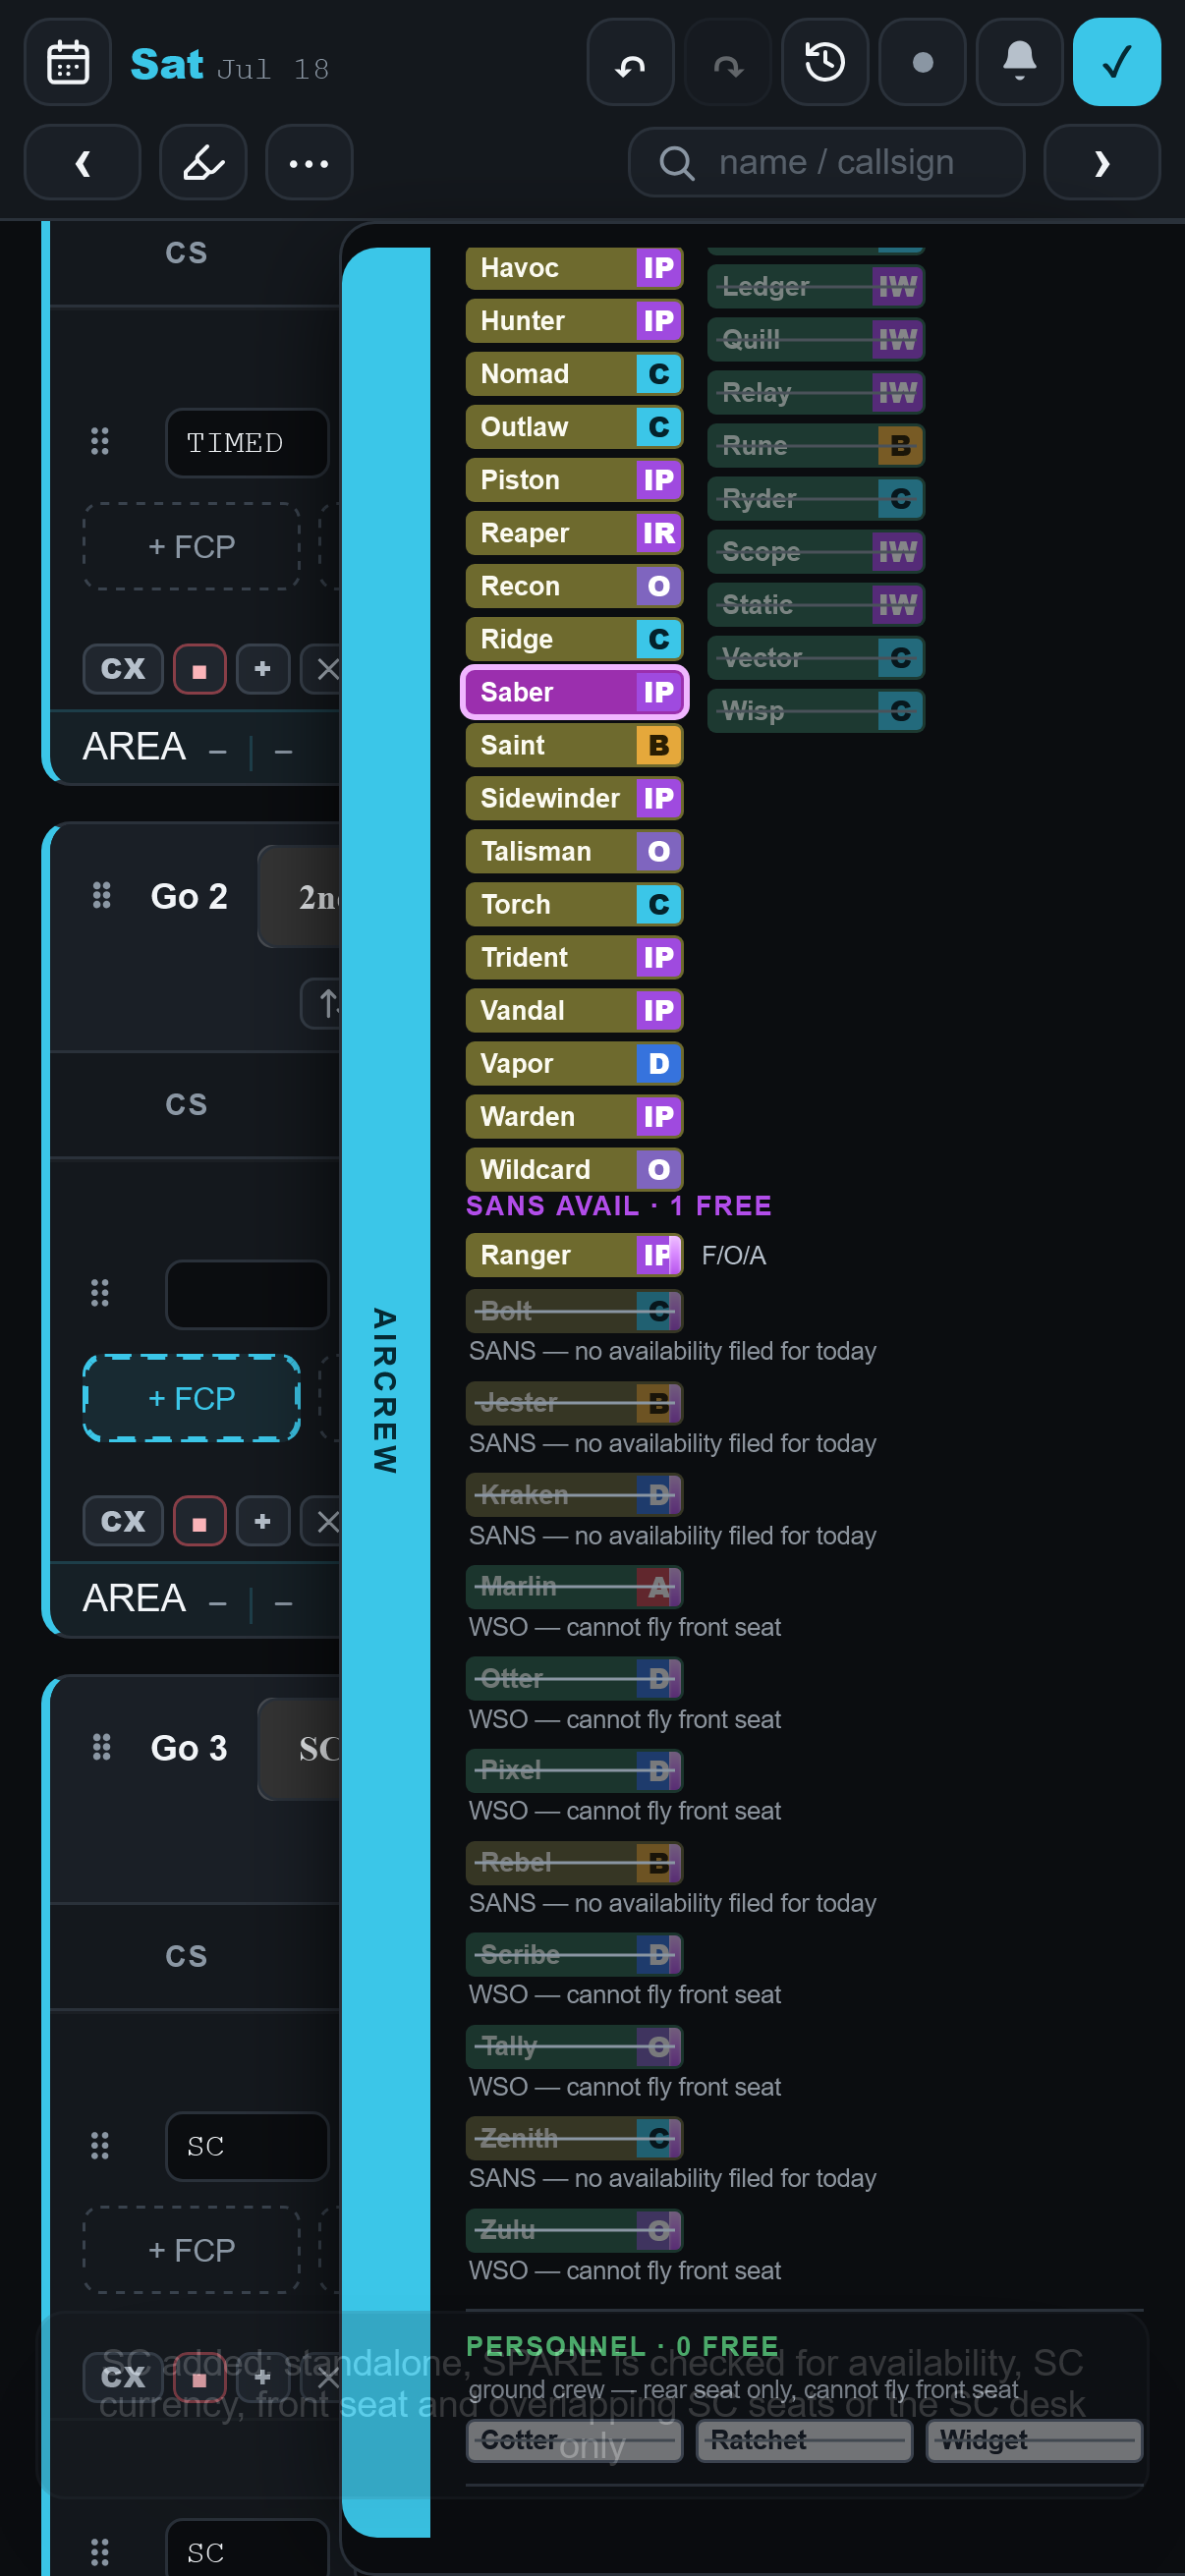 Sat Jul 18
name / callsign
CS
TIMED
+ FCP
CX
AREA – | –
Go 2
CS
+ FCP
CX
AREA – | –
Go 3
SC
CS
SC
+ FCP
CX
SC
AIRCREW
Havoc IP
Hunter IP
Nomad C
Outlaw C
Piston IP
Reaper IR
Recon O
Ridge C
Saber IP
Saint B
Sidewinder IP
Talisman O
Torch C
Trident IP
Vandal IP
Vapor D
Warden IP
Wildcard O
Ledger IW
Quill IW
Relay IW
Rune B
Ryder C
Scope IW
Static IW
Vector C
Wisp C
SANS AVAIL · 1 FREE
Ranger IP F/O/A
Bolt C
SANS — no availability filed for today
Jester B
SANS — no availability filed for today
Kraken D
SANS — no availability filed for today
Marlin A
WSO — cannot fly front seat
Otter D
WSO — cannot fly front seat
Pixel D
WSO — cannot fly front seat
Rebel B
SANS — no availability filed for today
Scribe D
WSO — cannot fly front seat
Tally O
WSO — cannot fly front seat
Zenith C
SANS — no availability filed for today
Zulu O
WSO — cannot fly front seat
PERSONNEL · 0 FREE
ground crew — rear seat only, cannot fly front seat
Cotter Ratchet Widget
SC added: standalone, SPARE is checked for availability, SC
currency, front seat and overlapping SC seats or the SC desk
only